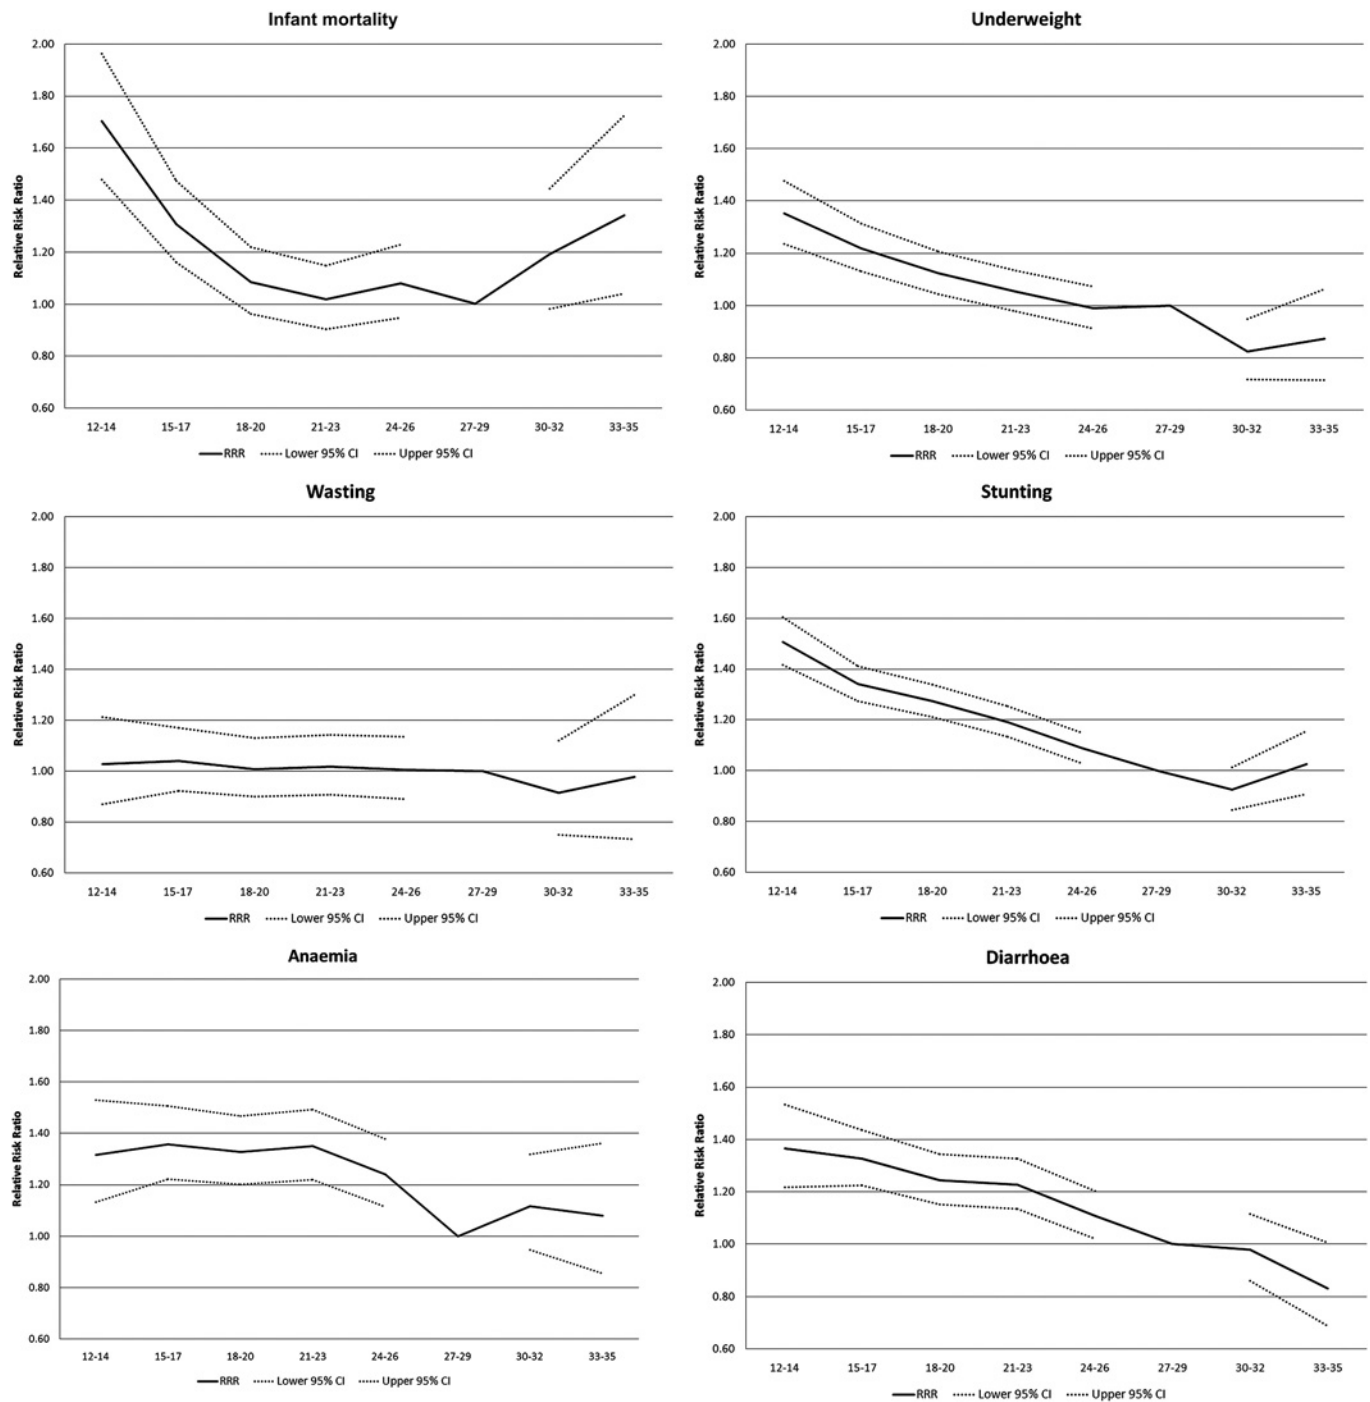 Infant mortality
Relative Risk Ratio
2.00
1.80
1.60
1.40
1.20
1.00
0.80
0.60
12-14 15-17 18-20 21-23 24-26 27-29 30-32 33-35
RRR Lower 95% CI Upper 95% CI
Underweight
Relative Risk Ratio
2.00
1.80
1.60
1.40
1.20
1.00
0.80
0.60
12-14 15-17 18-20 21-23 24-26 27-29 30-32 33-35
RRR Lower 95% CI Upper 95% CI
Wasting
Relative Risk Ratio
2.00
1.80
1.60
1.40
1.20
1.00
0.80
0.60
12-14 15-17 18-20 21-23 24-26 27-29 30-32 33-35
RRR Lower 95% CI Upper 95% CI
Stunting
Relative Risk Ratio
2.00
1.80
1.60
1.40
1.20
1.00
0.80
0.60
12-14 15-17 18-20 21-23 24-26 27-29 30-32 33-35
RRR Lower 95% CI Upper 95% CI
Anaemia
Relative Risk Ratio
2.00
1.80
1.60
1.40
1.20
1.00
0.80
0.60
12-14 15-17 18-20 21-23 24-26 27-29 30-32 33-35
RRR Lower 95% CI Upper 95% CI
Diarrhoea
Relative Risk Ratio
2.00
1.80
1.60
1.40
1.20
1.00
0.80
0.60
12-14 15-17 18-20 21-23 24-26 27-29 30-32 33-35
RRR Lower 95% CI Upper 95% CI